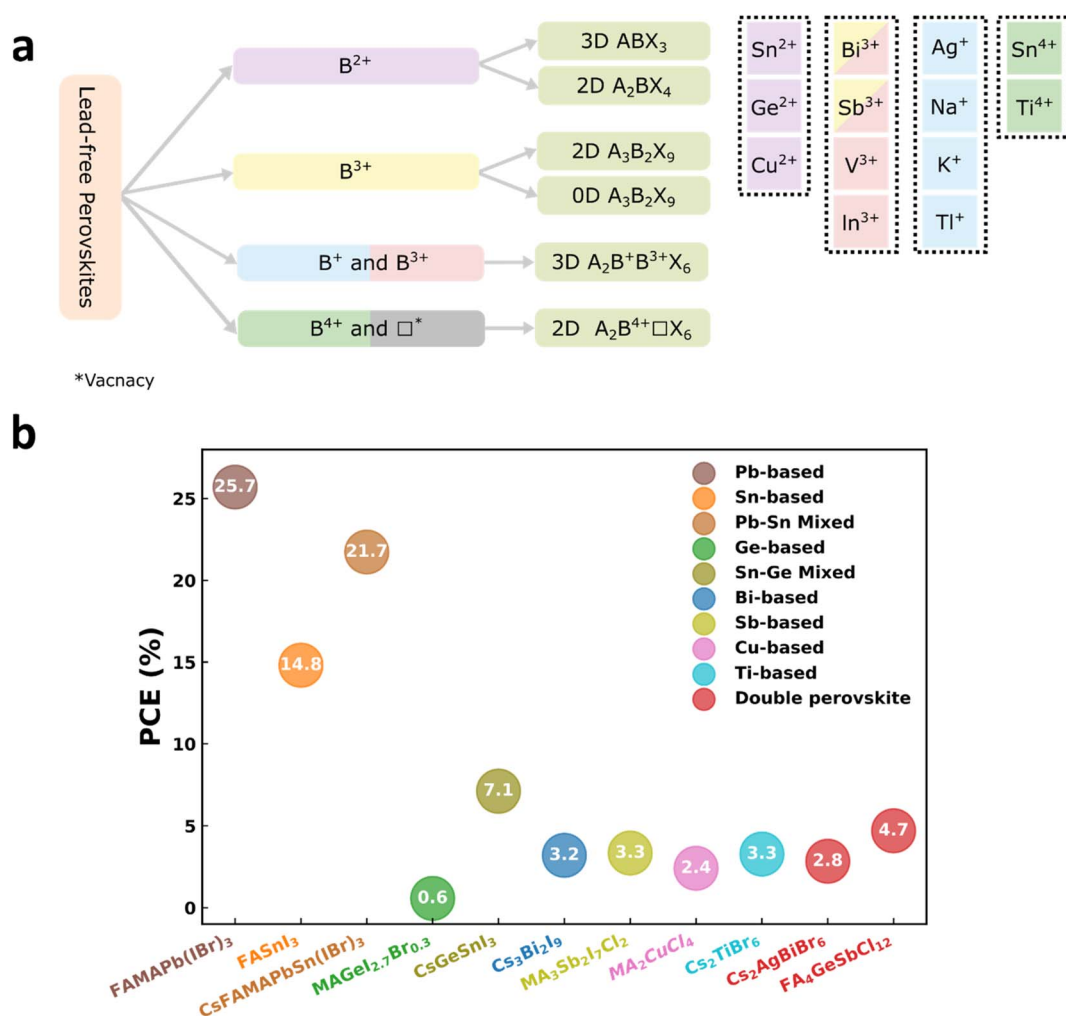 a
Lead-free Perovskites
B²⁺
3D ABX₃
2D A₂BX₄
B³⁺
2D A₃B₂X₉
0D A₃B₂X₉
B⁺ and B³⁺
3D A₂B⁺B³⁺X₆
B⁴⁺ and □*
2D A₂B⁴⁺□X₆
*Vacnacy
Sn²⁺
Ge²⁺
Cu²⁺
Bi³⁺
Sb³⁺
V³⁺
In³⁺
Ag⁺
Na⁺
K⁺
Tl⁺
Sn⁴⁺
Ti⁴⁺
b
PCE (%)
25
20
15
10
5
0
25.7
14.8
21.7
0.6
7.1
3.2
3.3
2.4
3.3
2.8
4.7
Pb-based
Sn-based
Pb-Sn Mixed
Ge-based
Sn-Ge Mixed
Bi-based
Sb-based
Cu-based
Ti-based
Double perovskite
FAMAPb(IBr)₃
FASnI₃
CsFAMAPbSn(IBr)₃
MAGeI₂.₇Br₀.₃
CsGeSnI₃
Cs₃Bi₂I₉
MA₃Sb₂I₇Cl₂
MA₂CuCl₄
Cs₂TiBr₆
Cs₂AgBiBr₆
FA₄GeSbCl₁₂